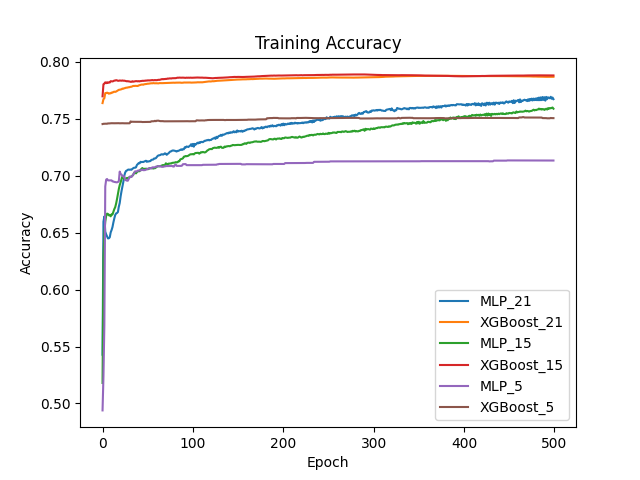 Training Accuracy
0.80
0.75
0.70
0.65
0.60
0.55
0.50
Accuracy
0
100
200
300
400
500
Epoch
MLP_21
XGBoost_21
MLP_15
XGBoost_15
MLP_5
XGBoost_5